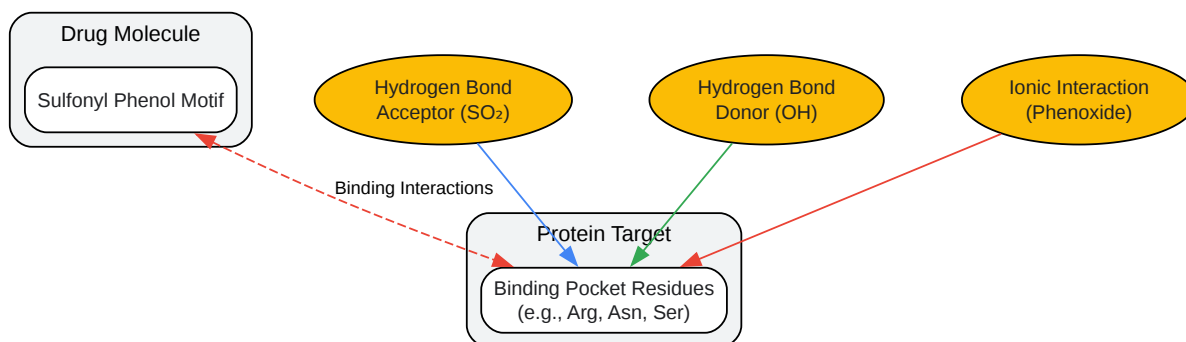 Drug Molecule
Sulfonyl Phenol Motif
Hydrogen Bond
Acceptor (SO₂)
Hydrogen Bond
Donor (OH)
Ionic Interaction
(Phenoxide)
Binding Interactions
Protein Target
Binding Pocket Residues
(e.g., Arg, Asn, Ser)